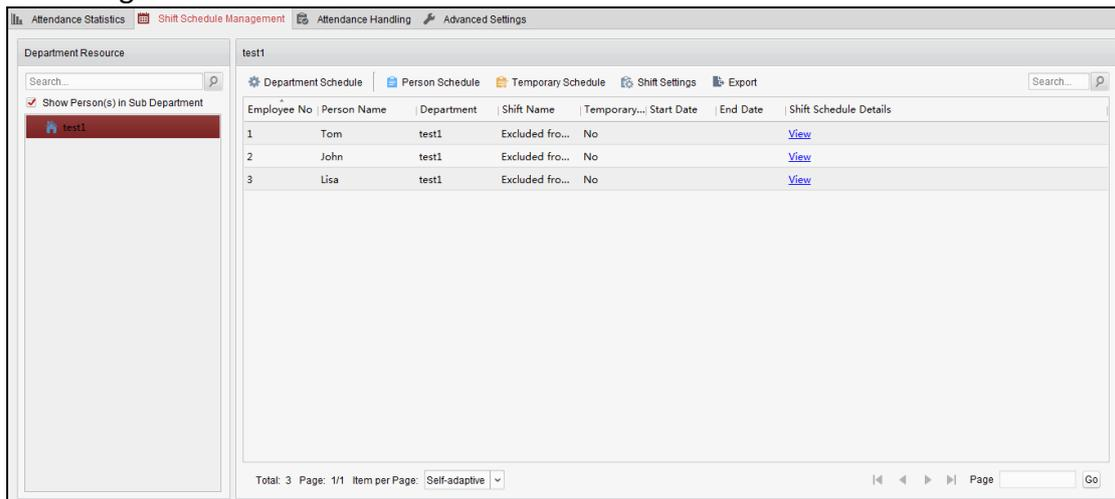 Attendance Statistics Shift Schedule Management Attendance Handling Advanced Settings
Department Resource
test1
Search...
Show Person(s) in Sub Department
test1
Department Schedule Person Schedule Temporary Schedule Shift Settings Export Search...
Employee No Person Name Department Shift Name Temporary... Start Date End Date Shift Schedule Details
1 Tom test1 Excluded fro... No View
2 John test1 Excluded fro... No View
3 Lisa test1 Excluded fro... No View
Total: 3 Page: 1/1 Item per Page: Self-adaptive Page Go